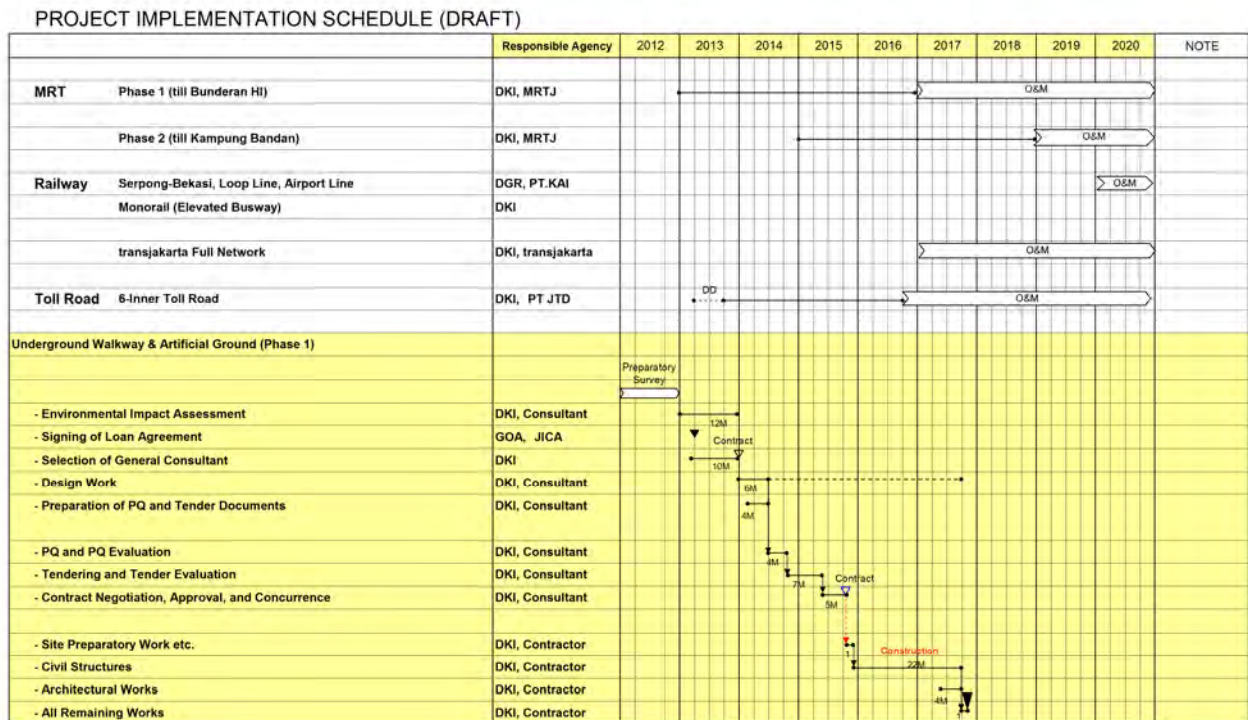 PROJECT IMPLEMENTATION SCHEDULE (DRAFT)
Responsible Agency 2012 2013 2014 2015 2016 2017 2018 2019 2020 NOTE
MRT Phase 1 (till Bunderan HI) DKI, MRTJ O&M
Phase 2 (till Kampung Bandan) DKI, MRTJ O&M
Railway Serpong-Bekasi, Loop Line, Airport Line DGR, PT.KAI O&M
Monorail (Elevated Busway) DKI
transjakarta Full Network DKI, transjakarta O&M
DD
Toll Road 6-Inner Toll Road DKI, PT JTD O&M
Underground Walkway & Artificial Ground (Phase 1)
Preparatory
Survey
- Environmental Impact Assessment DKI, Consultant 12M
- Signing of Loan Agreement GOA, JICA Contract
- Selection of General Consultant DKI 10M
- Design Work DKI, Consultant 6M
- Preparation of PQ and Tender Documents DKI, Consultant 4M
- PQ and PQ Evaluation DKI, Consultant 4M
- Tendering and Tender Evaluation DKI, Consultant 7M Contract
- Contract Negotiation, Approval, and Concurrence DKI, Consultant 5M
- Site Preparatory Work etc. DKI, Contractor 1 Construction
- Civil Structures DKI, Contractor 22M
- Architectural Works DKI, Contractor 4M
- All Remaining Works DKI, Contractor 1